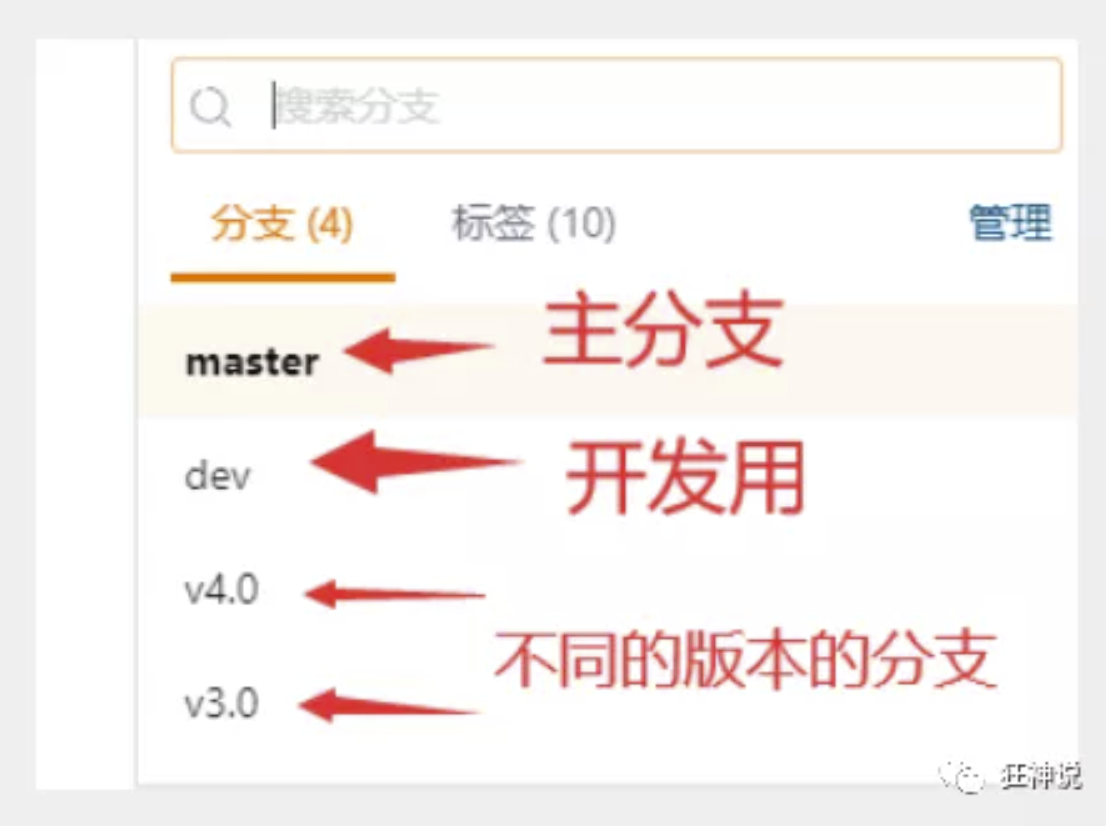 搜索分支
分支 (4) 标签 (10) 管理
master 主分支
dev 开发用
v4.0
不同的版本的分支
v3.0
狂神说